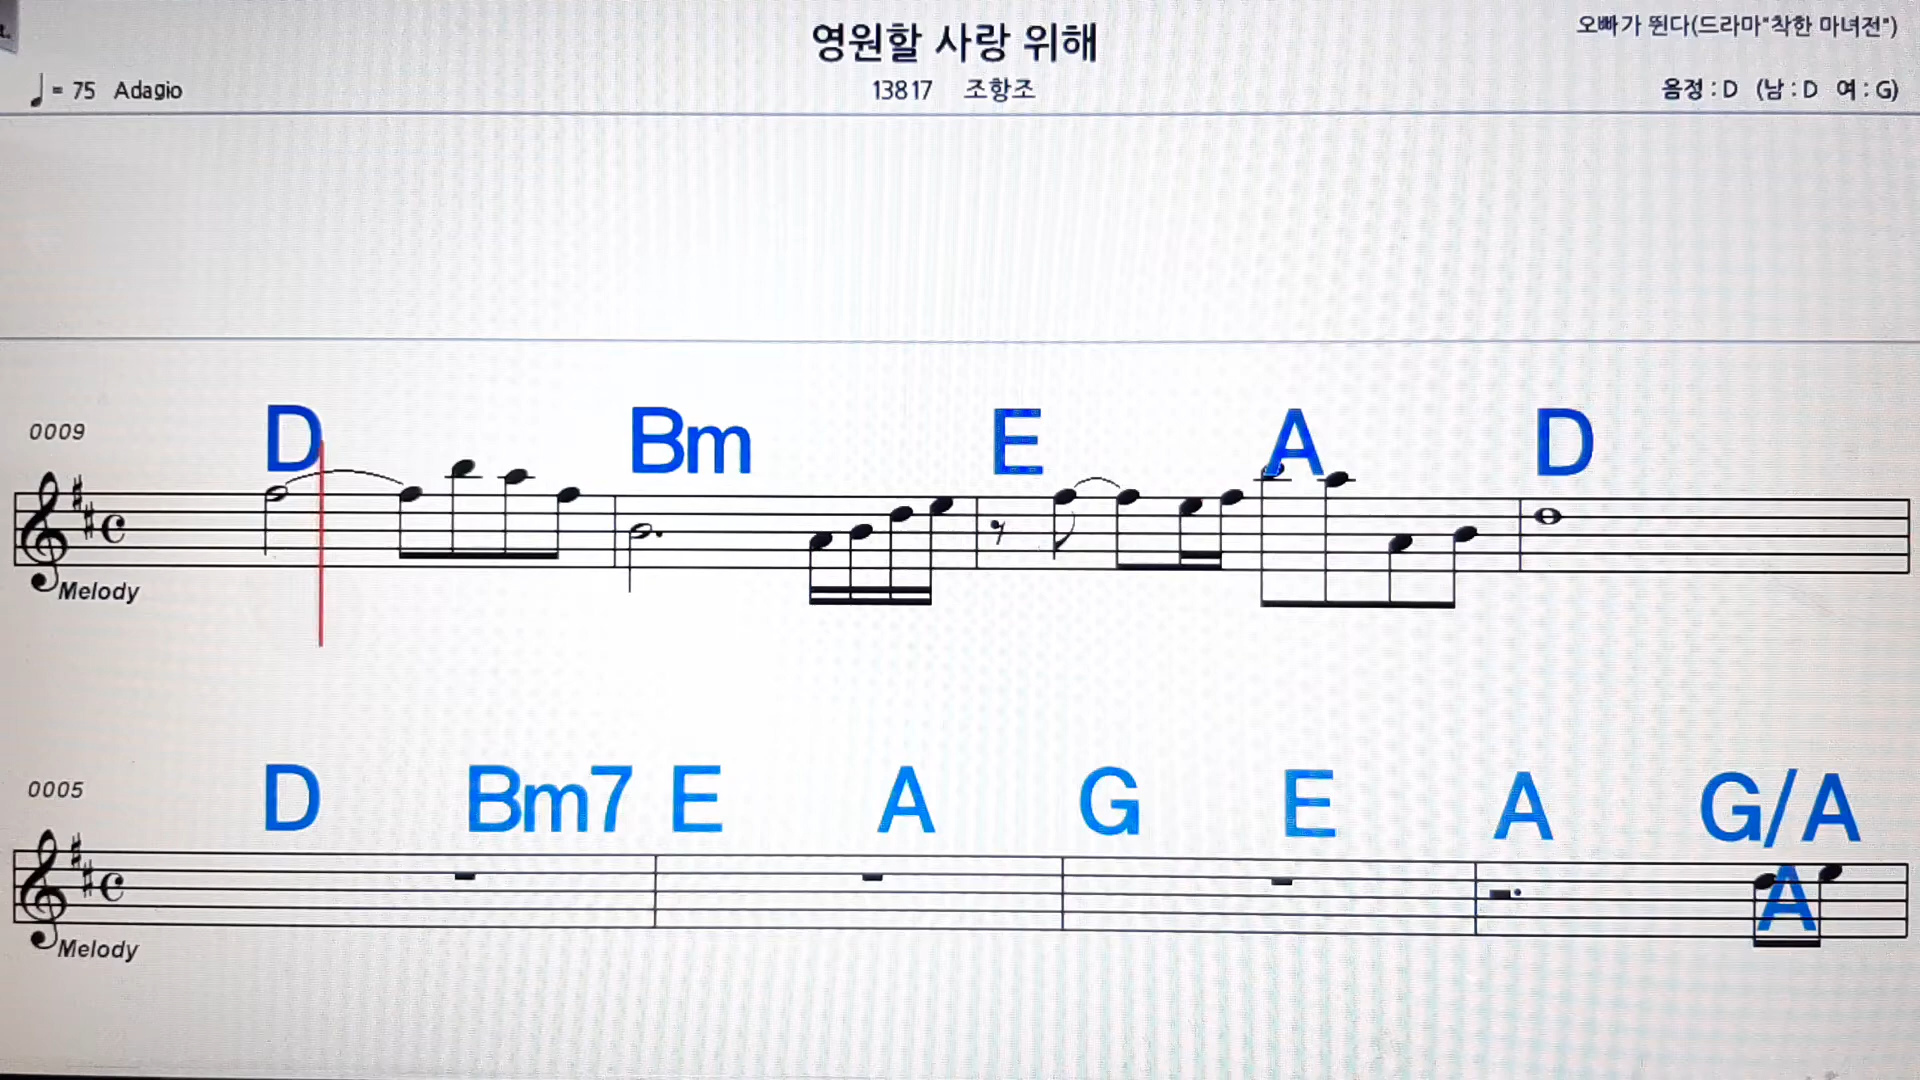 영원할 사랑 위해
오빠가 뛴다(드라마"착한 마녀전")
= 75 Adagio
13817 조항조
음정 : D (남 : D 여 : G)
0009
D Bm E A D
Melody
0005
D Bm7 E A G E A G/A
A
Melody